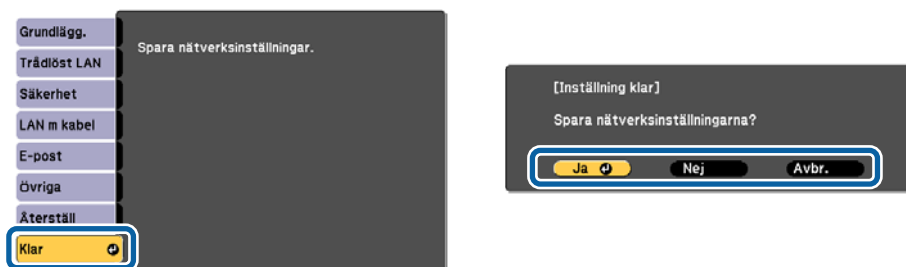 Grundlägg.
Trådlöst LAN
Säkerhet
LAN m kabel
E-post
Övriga
Återställ
Klar
Spara nätverksinställningar.
[Inställning klar]
Spara nätverksinställningarna?
Ja Nej Avbr.